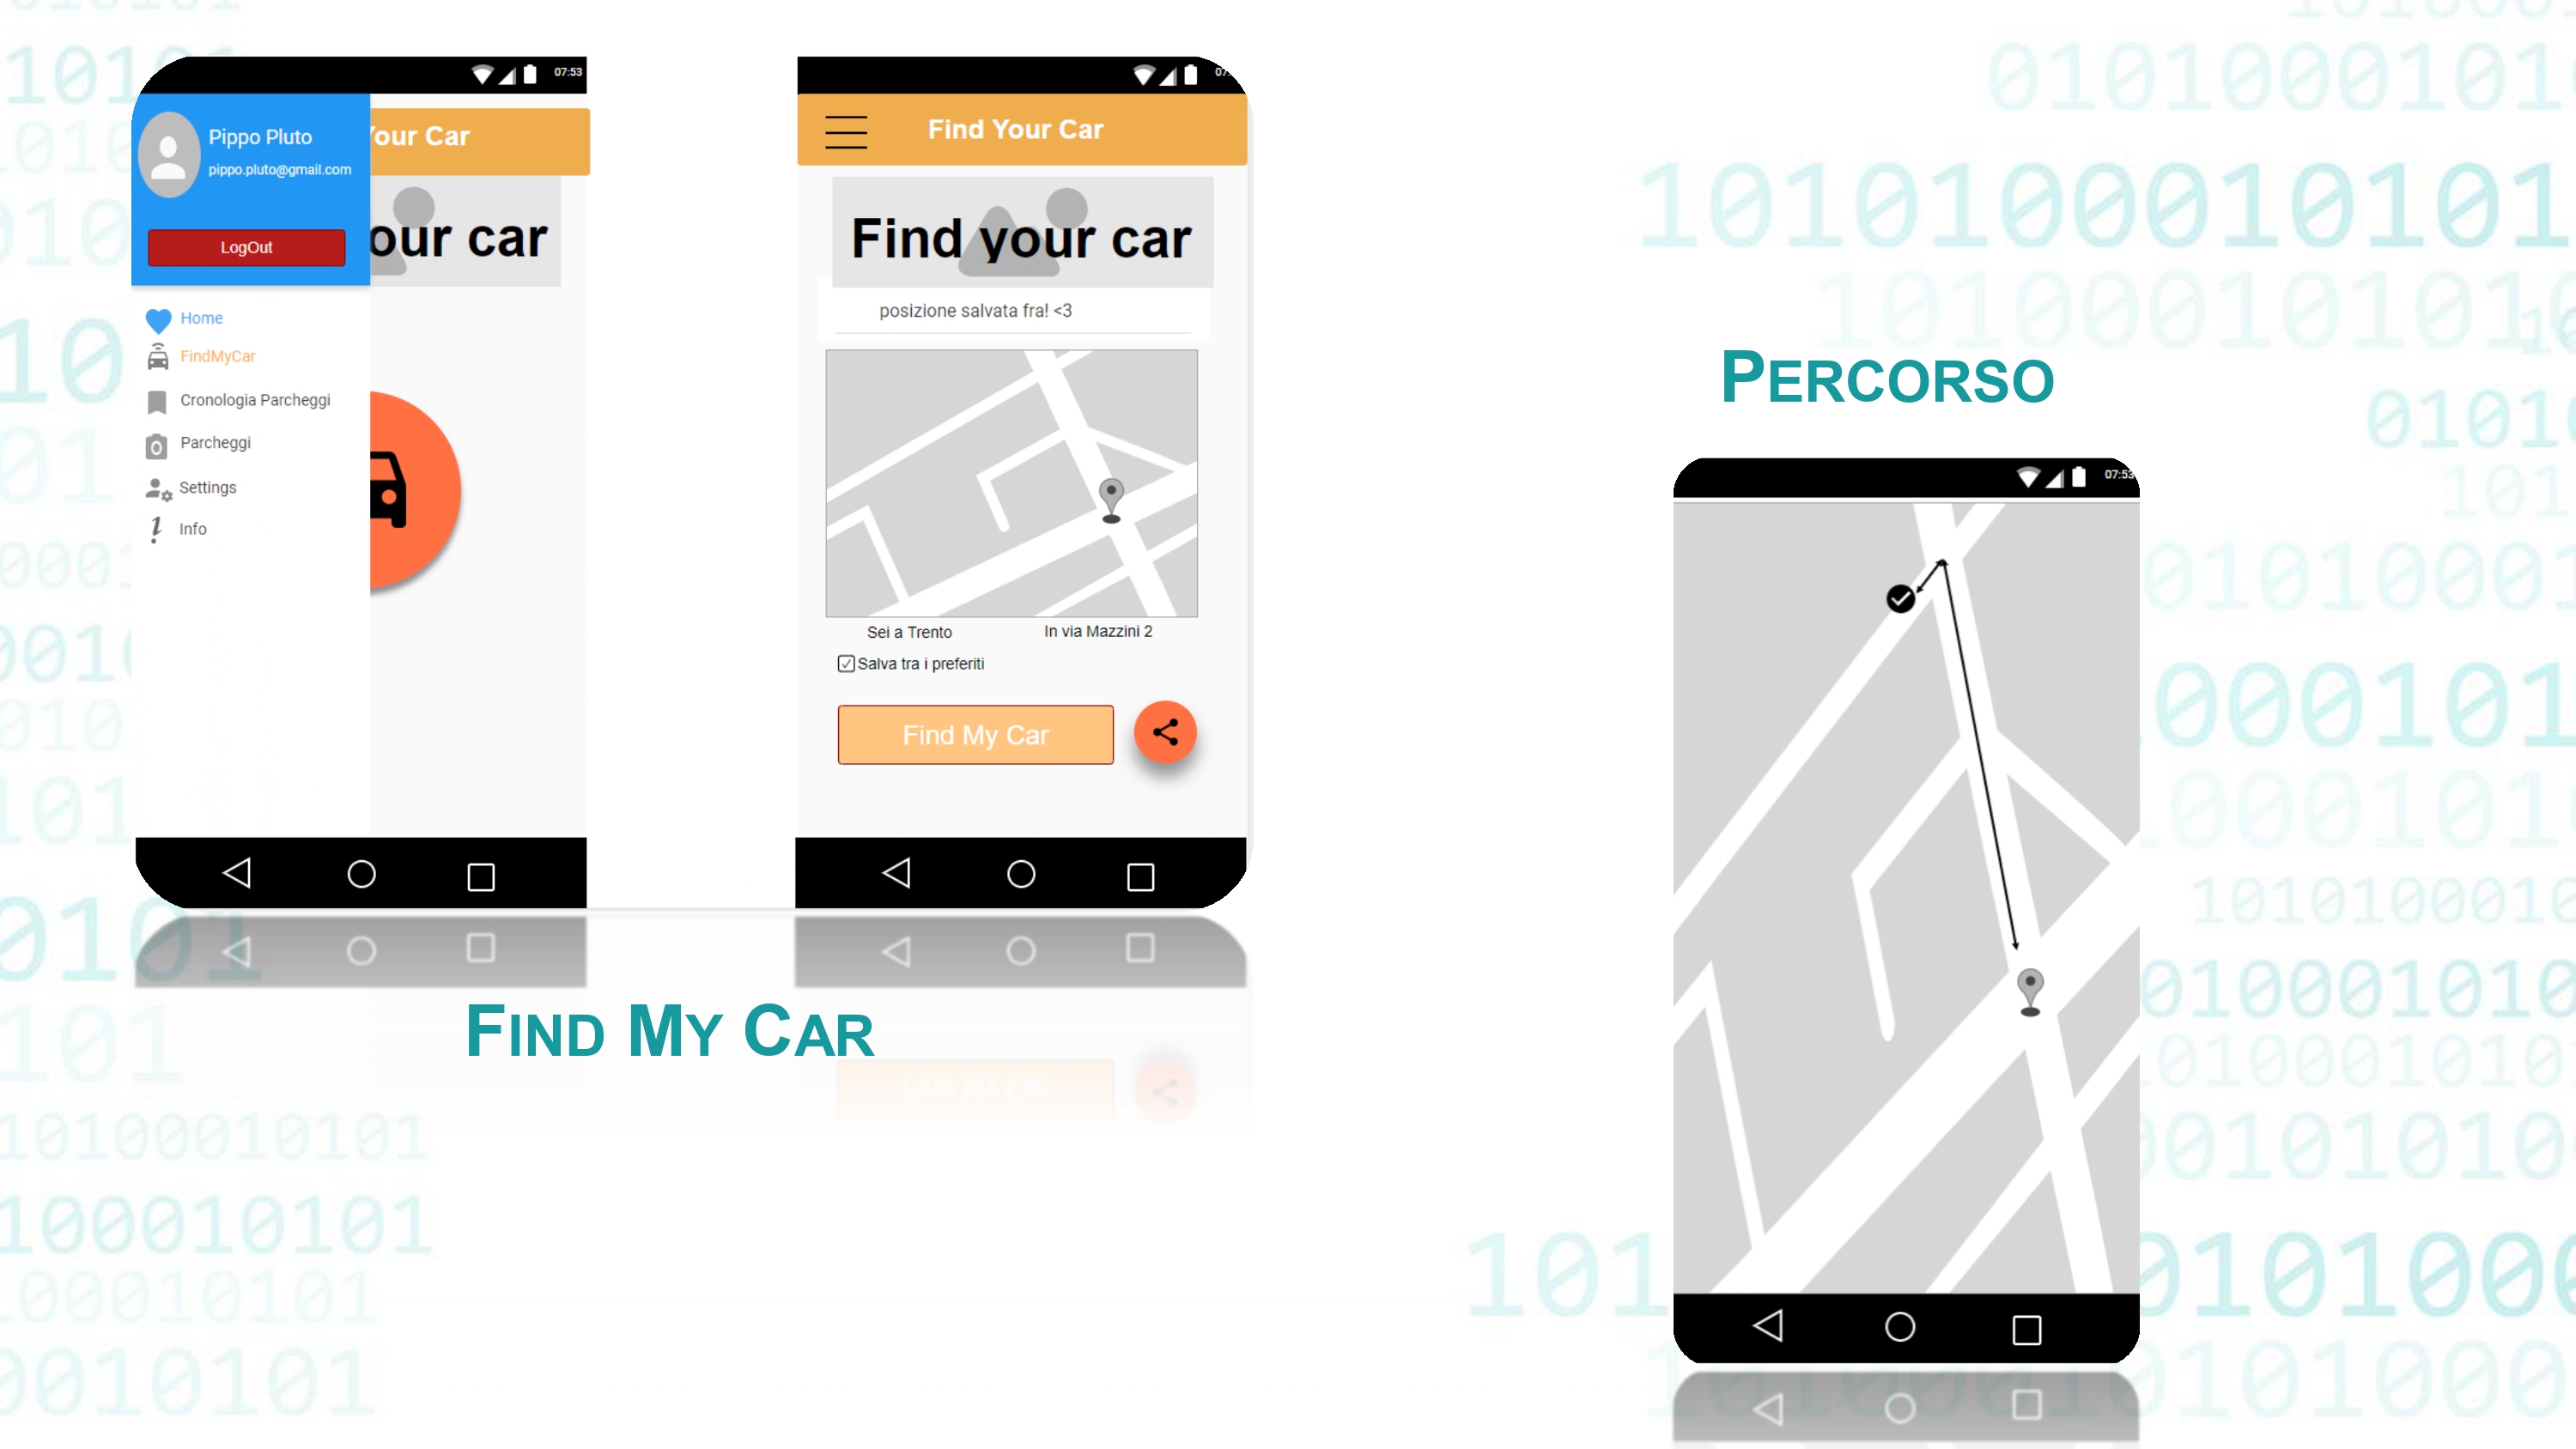 07:53
Your Car
Pippo Pluto
pippo.pluto@gmail.com
LogOut
our car
Home
FindMyCar
Cronologia Parcheggi
Parcheggi
Settings
Info
07:
Find Your Car
Find your car
posizione salvata fra! <3
Sei a Trento
In via Mazzini 2
Salva tra i preferiti
Find My Car
FIND MY CAR
PERCORSO
07:53